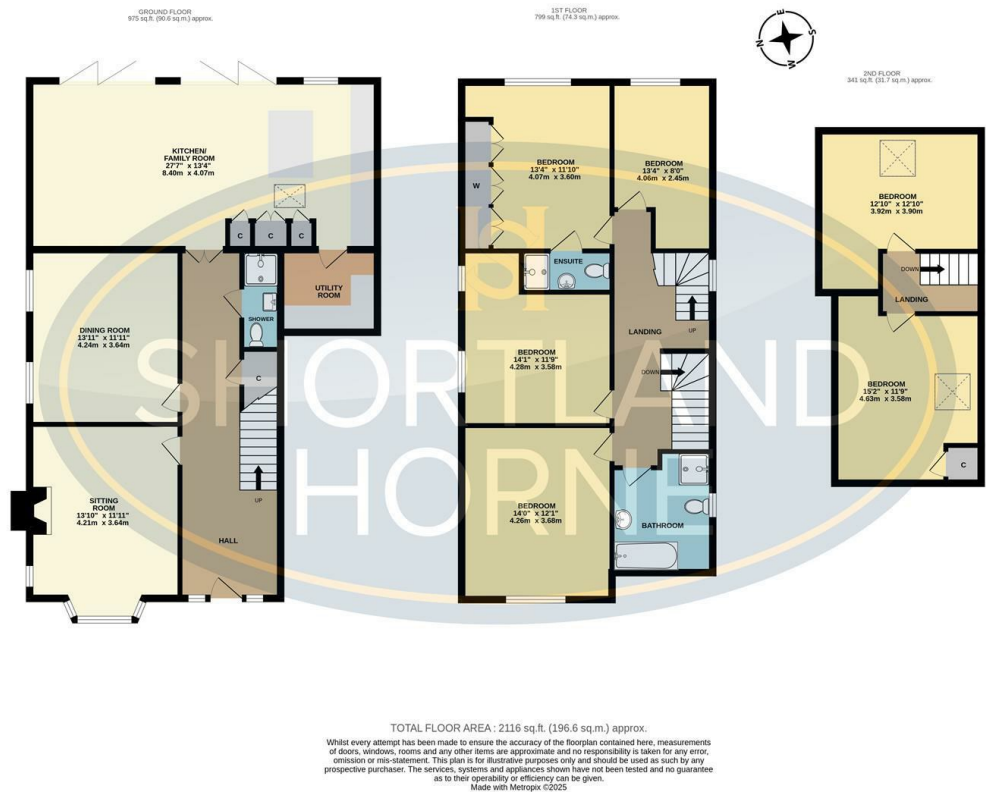 GROUND FLOOR
975 sq.ft. (90.6 sq.m.) approx.
1ST FLOOR
799 sq.ft. (74.3 sq.m.) approx.
2ND FLOOR
341 sq.ft. (31.7 sq.m.) approx.
N
E
S
W
KITCHEN/
FAMILY ROOM
27'7" x 13'4"
8.40m x 4.07m
C
C
C
UTILITY
ROOM
SHOWER
C
DINING ROOM
13'11" x 11'11"
4.24m x 3.64m
SITTING
ROOM
13'10" x 11'11"
4.21m x 3.64m
UP
HALL
W
BEDROOM
13'4" x 11'10"
4.07m x 3.60m
BEDROOM
13'4" x 8'0"
4.06m x 2.45m
ENSUITE
BEDROOM
14'1" x 11'9"
4.28m x 3.58m
LANDING
UP
DOWN
BEDROOM
14'0" x 12'1"
4.26m x 3.68m
BATHROOM
BEDROOM
12'10" x 12'10"
3.92m x 3.90m
DOWN
LANDING
BEDROOM
15'2" x 11'9"
4.63m x 3.58m
C
SHORTLAND
HORNE
TOTAL FLOOR AREA : 2116 sq.ft. (196.6 sq.m.) approx.
Whilst every attempt has been made to ensure the accuracy of the floorplan contained here, measurements
of doors, windows, rooms and any other items are approximate and no responsibility is taken for any error,
omission or mis-statement. This plan is for illustrative purposes only and should be used as such by any
prospective purchaser. The services, systems and appliances shown have not been tested and no guarantee
as to their operability or efficiency can be given.
Made with Metropix ©2025